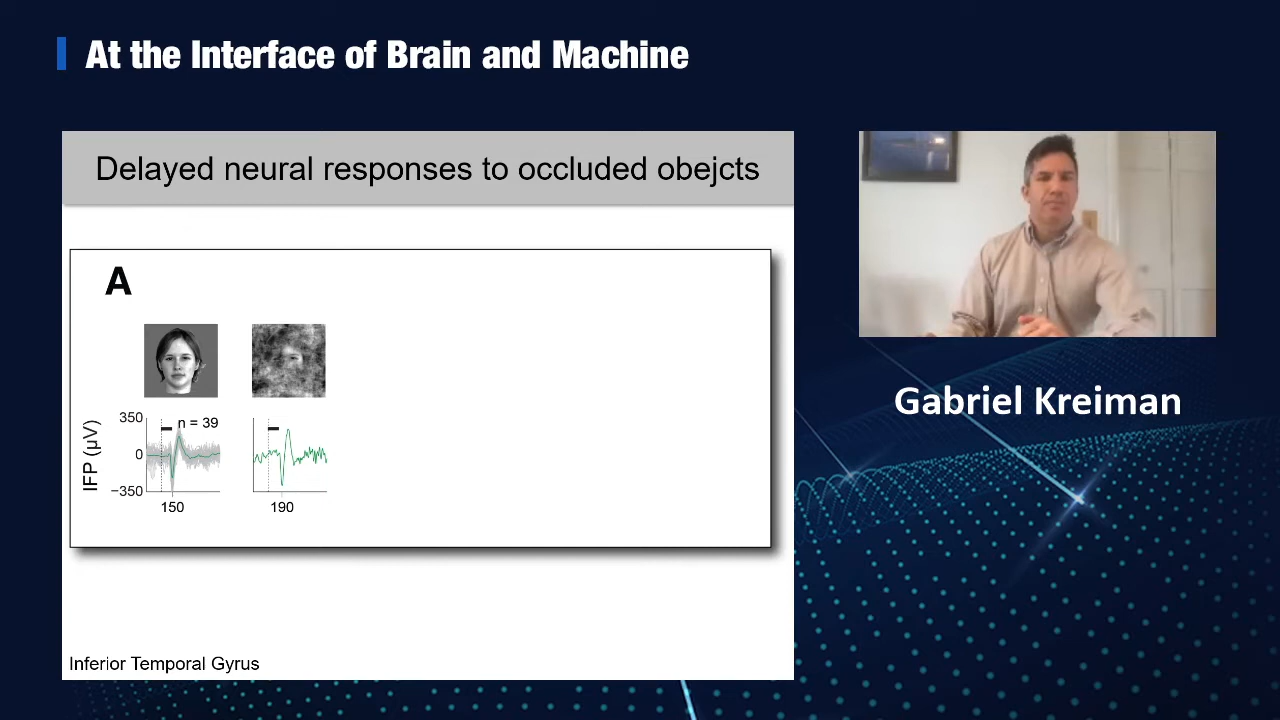 At the Interface of Brain and Machine
Delayed neural responses to occluded obejcts
A
IFP (µV)
350
0
−350
n = 39
150
190
Inferior Temporal Gyrus
Gabriel Kreiman